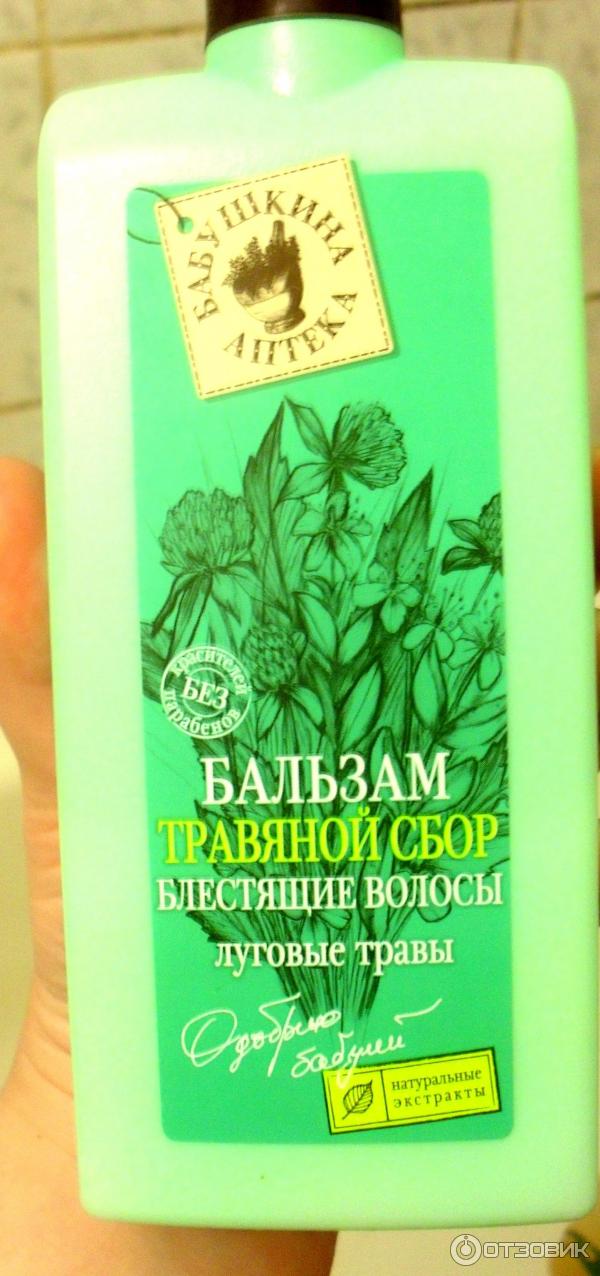 БАБУШКИНА
АПТЕКА
красителей
БЕЗ
парабенов
БАЛЬЗАМ
ТРАВЯНОЙ СБОР
БЛЕСТЯЩИЕ ВОЛОСЫ
луговые травы
Одобрено
бабулей
натуральные
экстракты
ОТЗОВИК